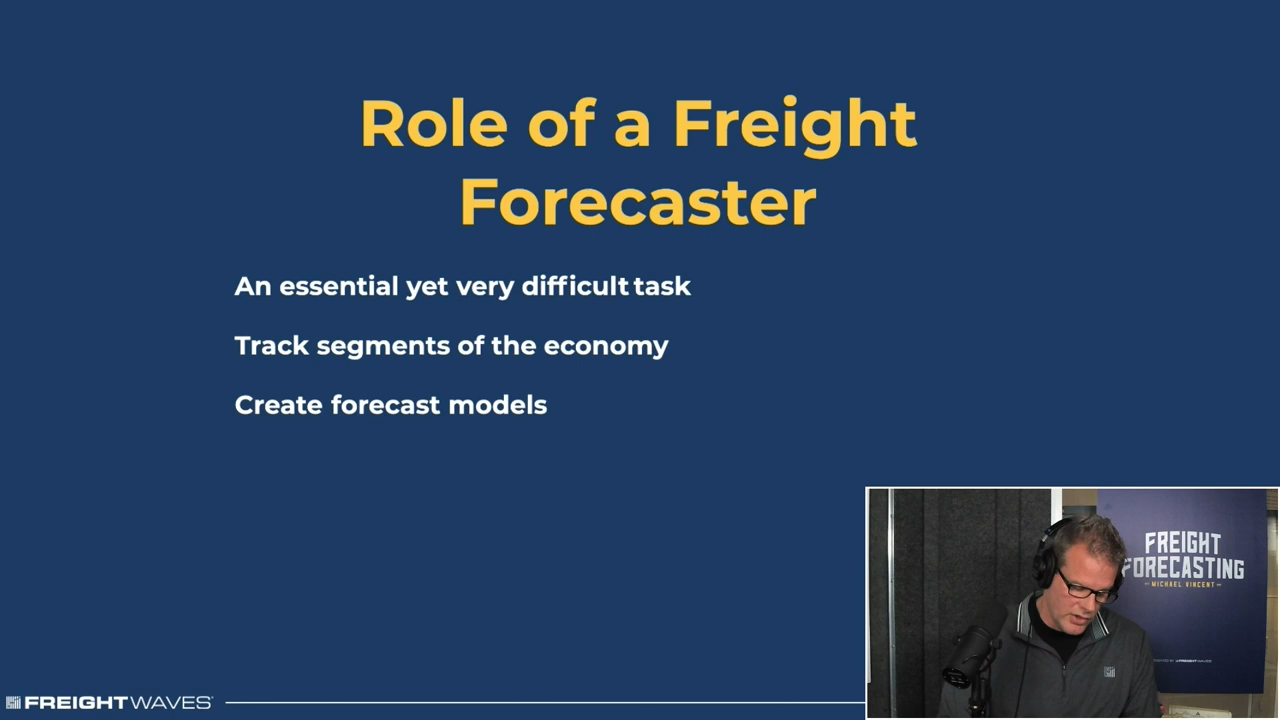 Role of a Freight
Forecaster
An essential yet very difficult task
Track segments of the economy
Create forecast models
FREIGHT
FORECASTING
MICHAEL VINCENT
FREIGHTWAVES
FREIGHTWAVES